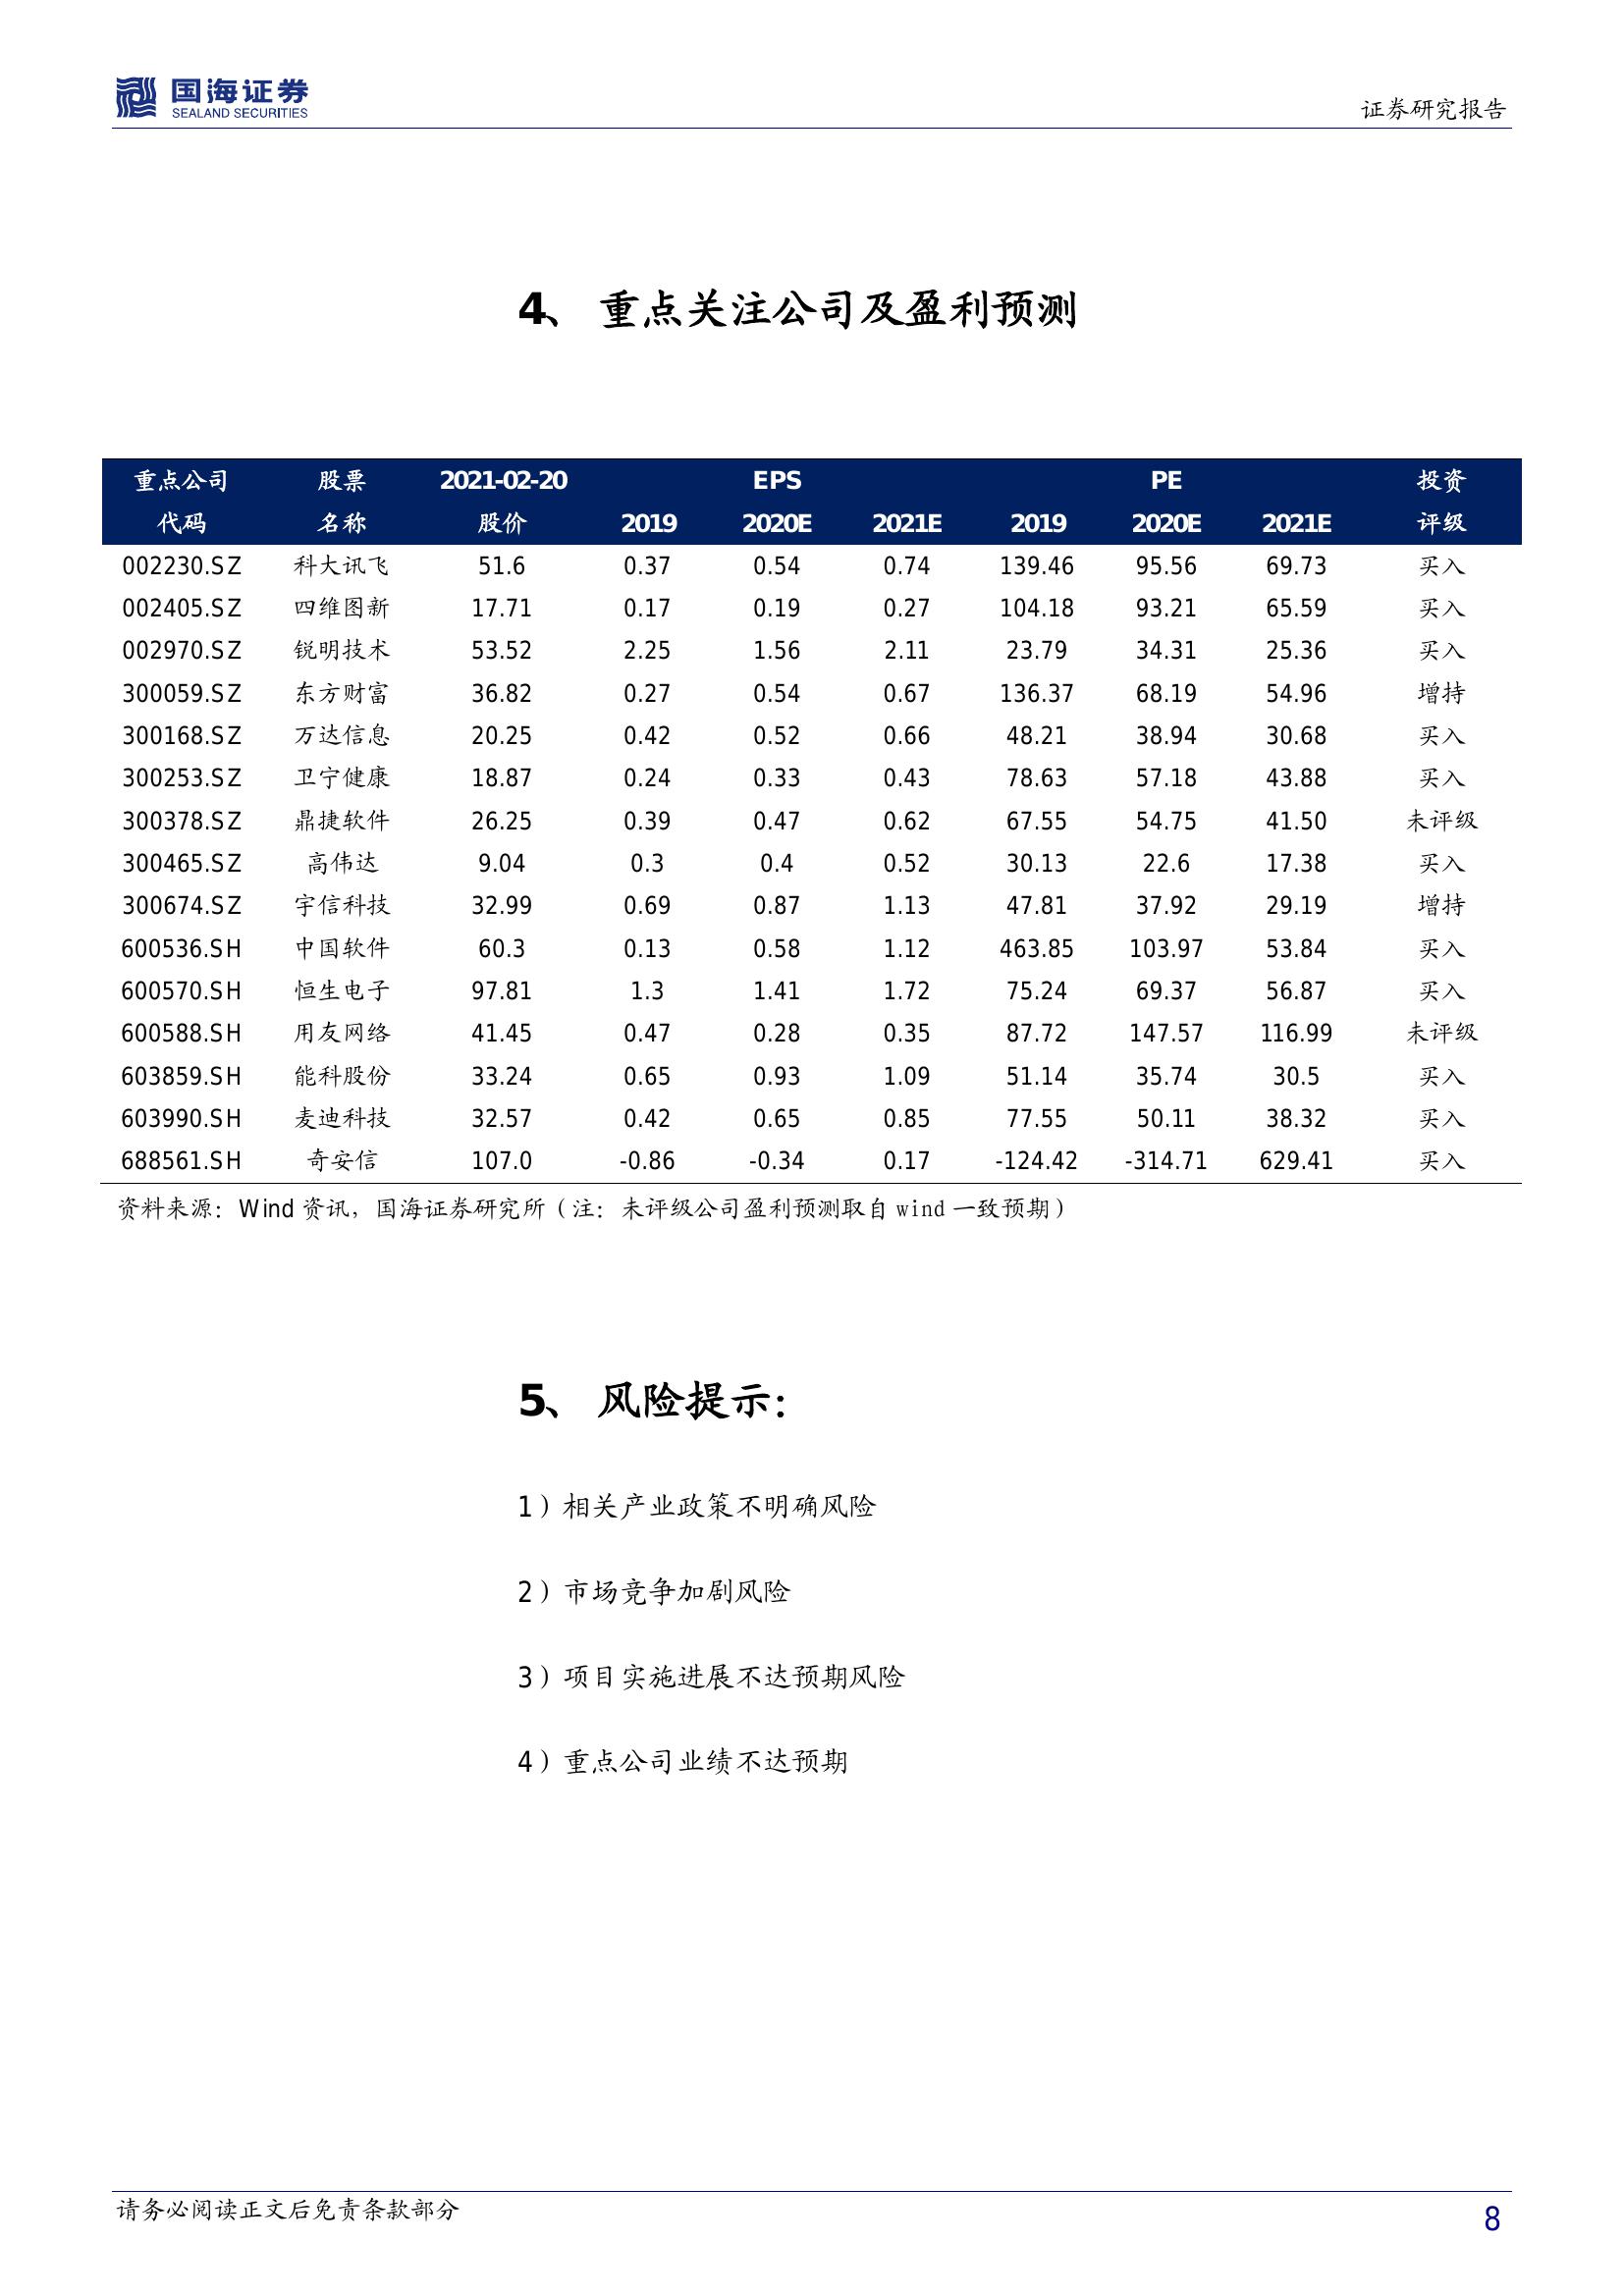 国海证券
SEALAND SECURITIES
证券研究报告
4、 重点关注公司及盈利预测
重点公司 股票 2021-02-20 EPS PE 投资
代码 名称 股价 2019 2020E 2021E 2019 2020E 2021E 评级
002230.SZ 科大讯飞 51.6 0.37 0.54 0.74 139.46 95.56 69.73 买入
002405.SZ 四维图新 17.71 0.17 0.19 0.27 104.18 93.21 65.59 买入
002970.SZ 锐明技术 53.52 2.25 1.56 2.11 23.79 34.31 25.36 买入
300059.SZ 东方财富 36.82 0.27 0.54 0.67 136.37 68.19 54.96 增持
300168.SZ 万达信息 20.25 0.42 0.52 0.66 48.21 38.94 30.68 买入
300253.SZ 卫宁健康 18.87 0.24 0.33 0.43 78.63 57.18 43.88 买入
300378.SZ 鼎捷软件 26.25 0.39 0.47 0.62 67.55 54.75 41.50 未评级
300465.SZ 高伟达 9.04 0.3 0.4 0.52 30.13 22.6 17.38 买入
300674.SZ 宇信科技 32.99 0.69 0.87 1.13 47.81 37.92 29.19 增持
600536.SH 中国软件 60.3 0.13 0.58 1.12 463.85 103.97 53.84 买入
600570.SH 恒生电子 97.81 1.3 1.41 1.72 75.24 69.37 56.87 买入
600588.SH 用友网络 41.45 0.47 0.28 0.35 87.72 147.57 116.99 未评级
603859.SH 能科股份 33.24 0.65 0.93 1.09 51.14 35.74 30.5 买入
603990.SH 麦迪科技 32.57 0.42 0.65 0.85 77.55 50.11 38.32 买入
688561.SH 奇安信 107.0 -0.86 -0.34 0.17 -124.42 -314.71 629.41 买入
资料来源：Wind 资讯，国海证券研究所（注：未评级公司盈利预测取自 wind 一致预期）
5、 风险提示：
1）相关产业政策不明确风险
2）市场竞争加剧风险
3）项目实施进展不达预期风险
4）重点公司业绩不达预期
请务必阅读正文后免责条款部分
8